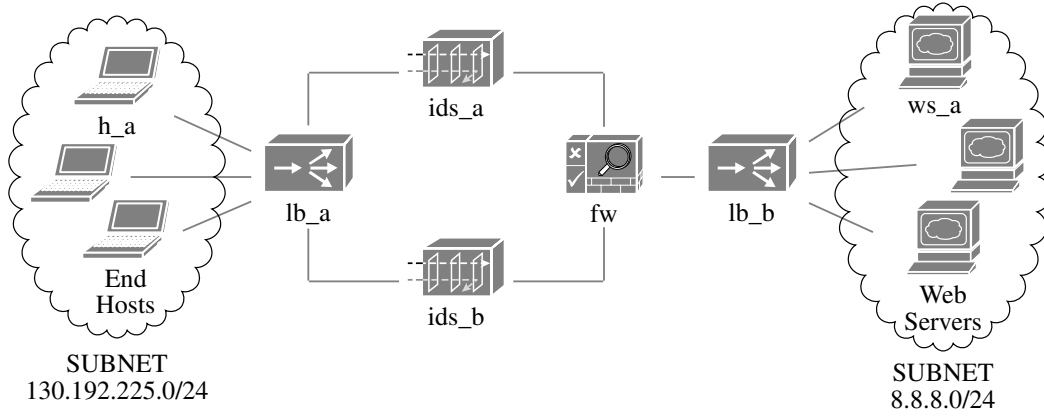 ids_a
h_a
ws_a
lb_a
fw
lb_b
End
Hosts
ids_b
Web
Servers
SUBNET
130.192.225.0/24
SUBNET
8.8.8.0/24